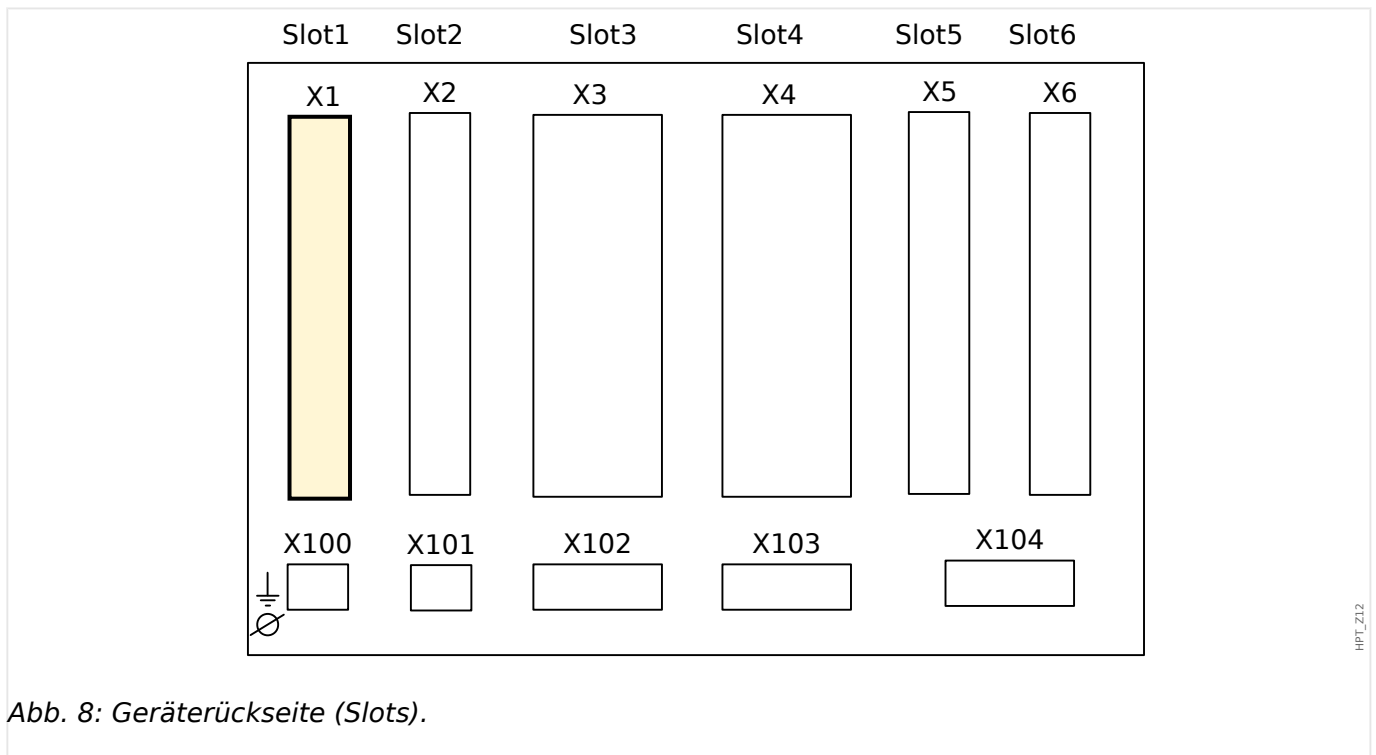 Slot1 Slot2 Slot3 Slot4 Slot5 Slot6
X1 X2 X3 X4 X5 X6
X100 X101 X102 X103 X104
HPT_Z12
Abb. 8: Geräterückseite (Slots).